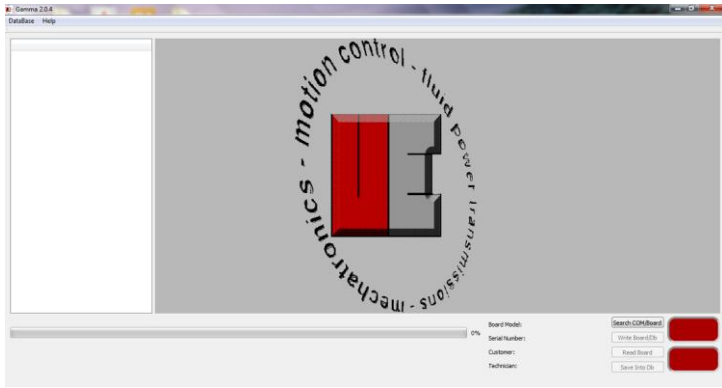 Gamma 2.0.4
DataBase Help
motion control - fluid power transmissions - mechatronics -
0%
Board Model:
Search COM/Board
Serial Number:
Write Board/Db
Customer:
Read Board
Technician:
Save Into Db